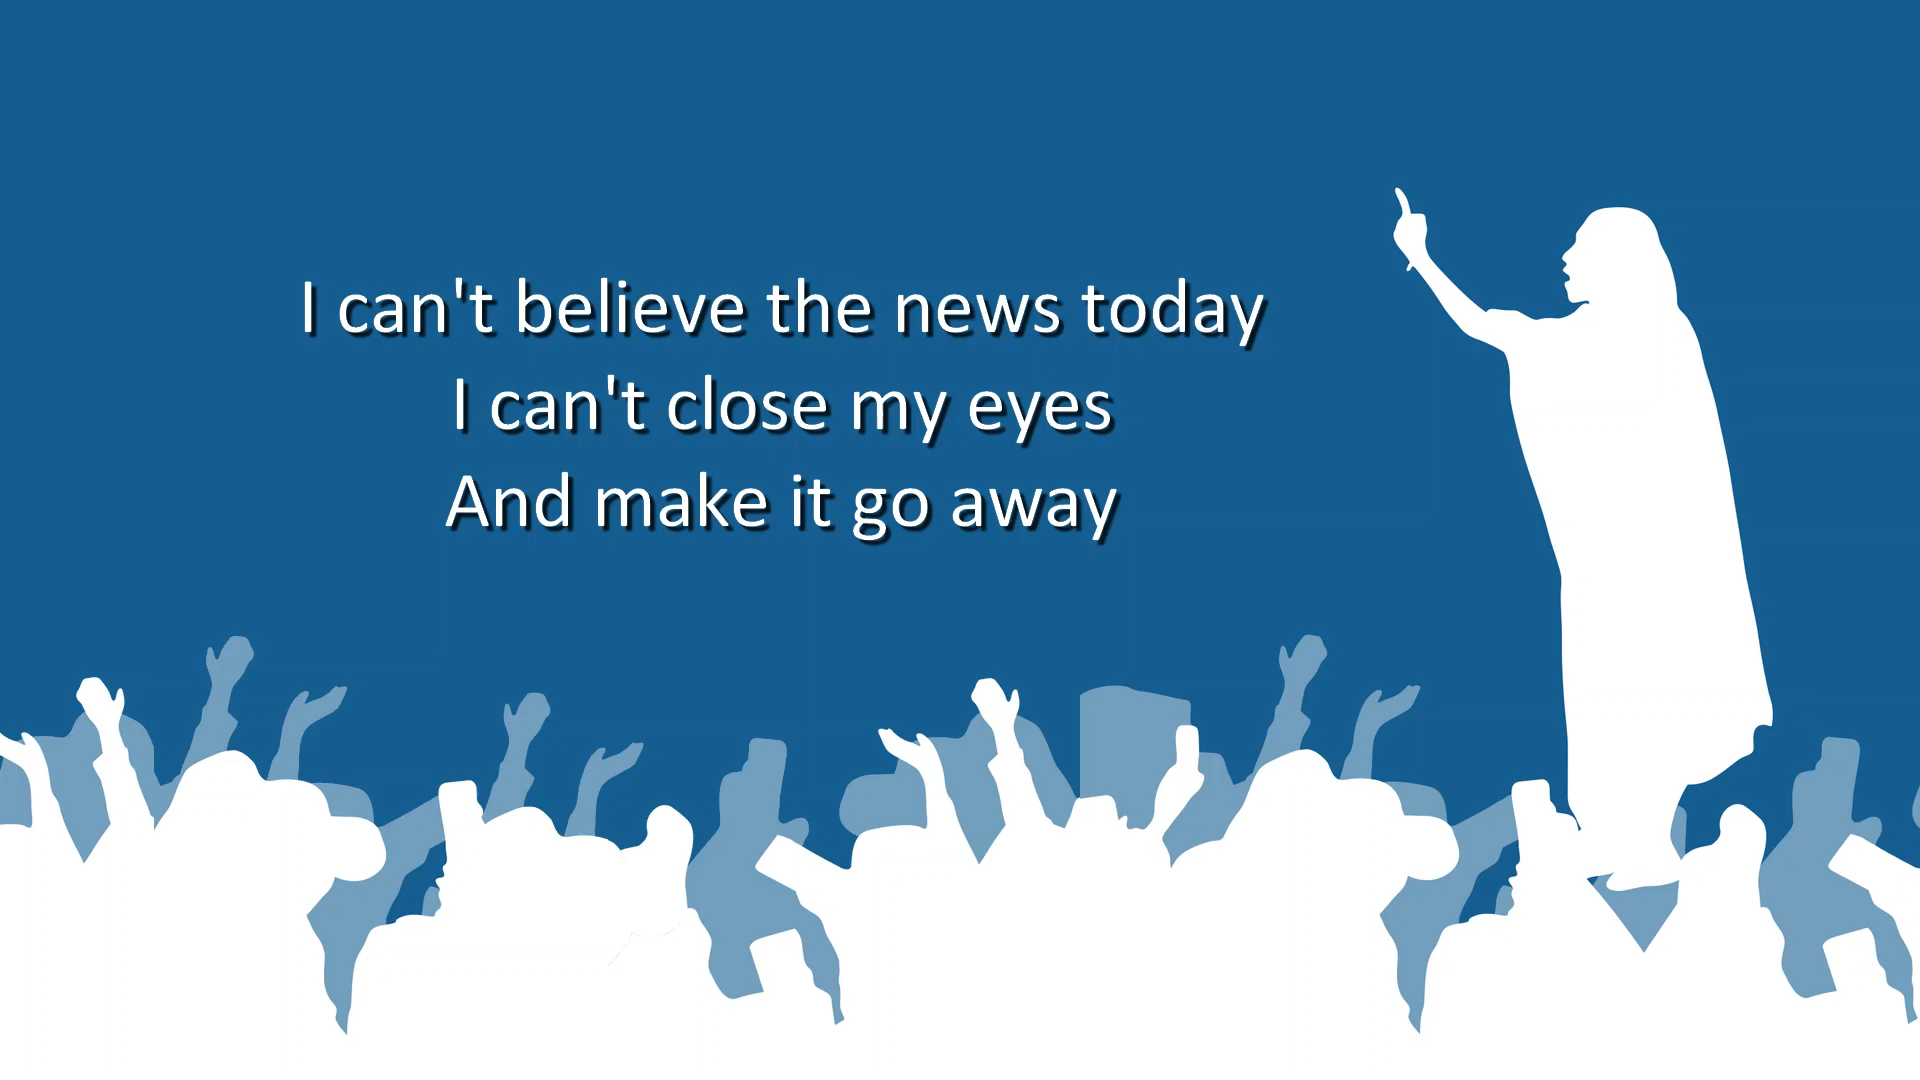 I can't believe the news today
I can't close my eyes
And make it go away